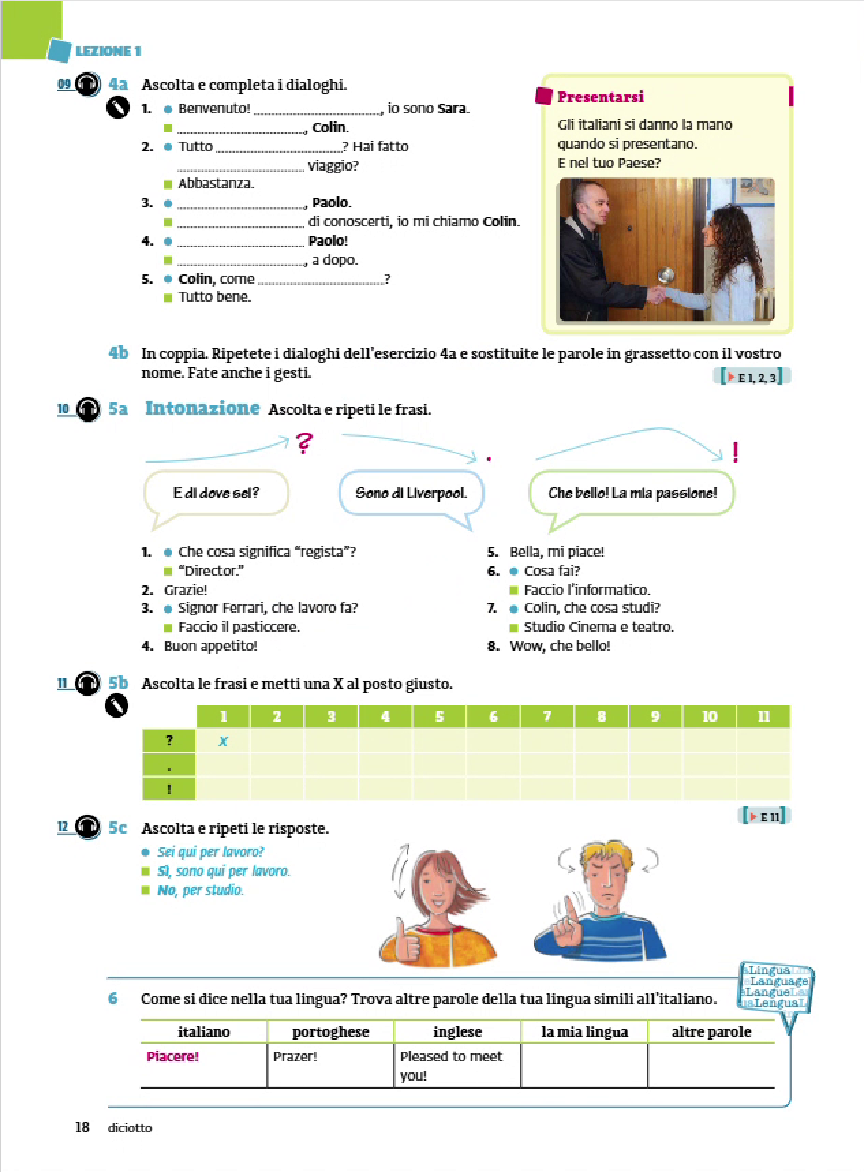 LEZIONE 1
09 4a Ascolta e completa i dialoghi.
1. Benvenuto! ____________, io sono Sara.
____________, Colin.
2. Tutto ____________? Hai fatto
____________ viaggio?
Abbastanza.
3. ____________, Paolo.
____________ di conoscerti, io mi chiamo Colin.
4. ____________ Paolo!
____________, a dopo.
5. Colin, come ____________?
Tutto bene.
Presentarsi
Gli italiani si danno la mano
quando si presentano.
E nel tuo Paese?
4b In coppia. Ripetete i dialoghi dell'esercizio 4a e sostituite le parole in grassetto con il vostro
nome. Fate anche i gesti.
E 1, 2, 3
10 5a Intonazione Ascolta e ripeti le frasi.
? . !
E di dove sei? Sono di Liverpool. Che bello! La mia passione!
1. Che cosa significa “regista”?
“Director.”
2. Grazie!
3. Signor Ferrari, che lavoro fa?
Faccio il pasticcere.
4. Buon appetito!
5. Bella, mi piace!
6. Cosa fai?
Faccio l'informatico.
7. Colin, che cosa studi?
Studio Cinema e teatro.
8. Wow, che bello!
11 5b Ascolta le frasi e metti una X al posto giusto.
1 2 3 4 5 6 7 8 9 10 11
? X
.
!
E 11
12 5c Ascolta e ripeti le risposte.
Sei qui per lavoro?
Sì, sono qui per lavoro.
No, per studio.
Lingua
Language
Langue
Lengua
6 Come si dice nella tua lingua? Trova altre parole della tua lingua simili all'italiano.
italiano portoghese inglese la mia lingua altre parole
Piacere! Prazer! Pleased to meet
you!
18 diciotto